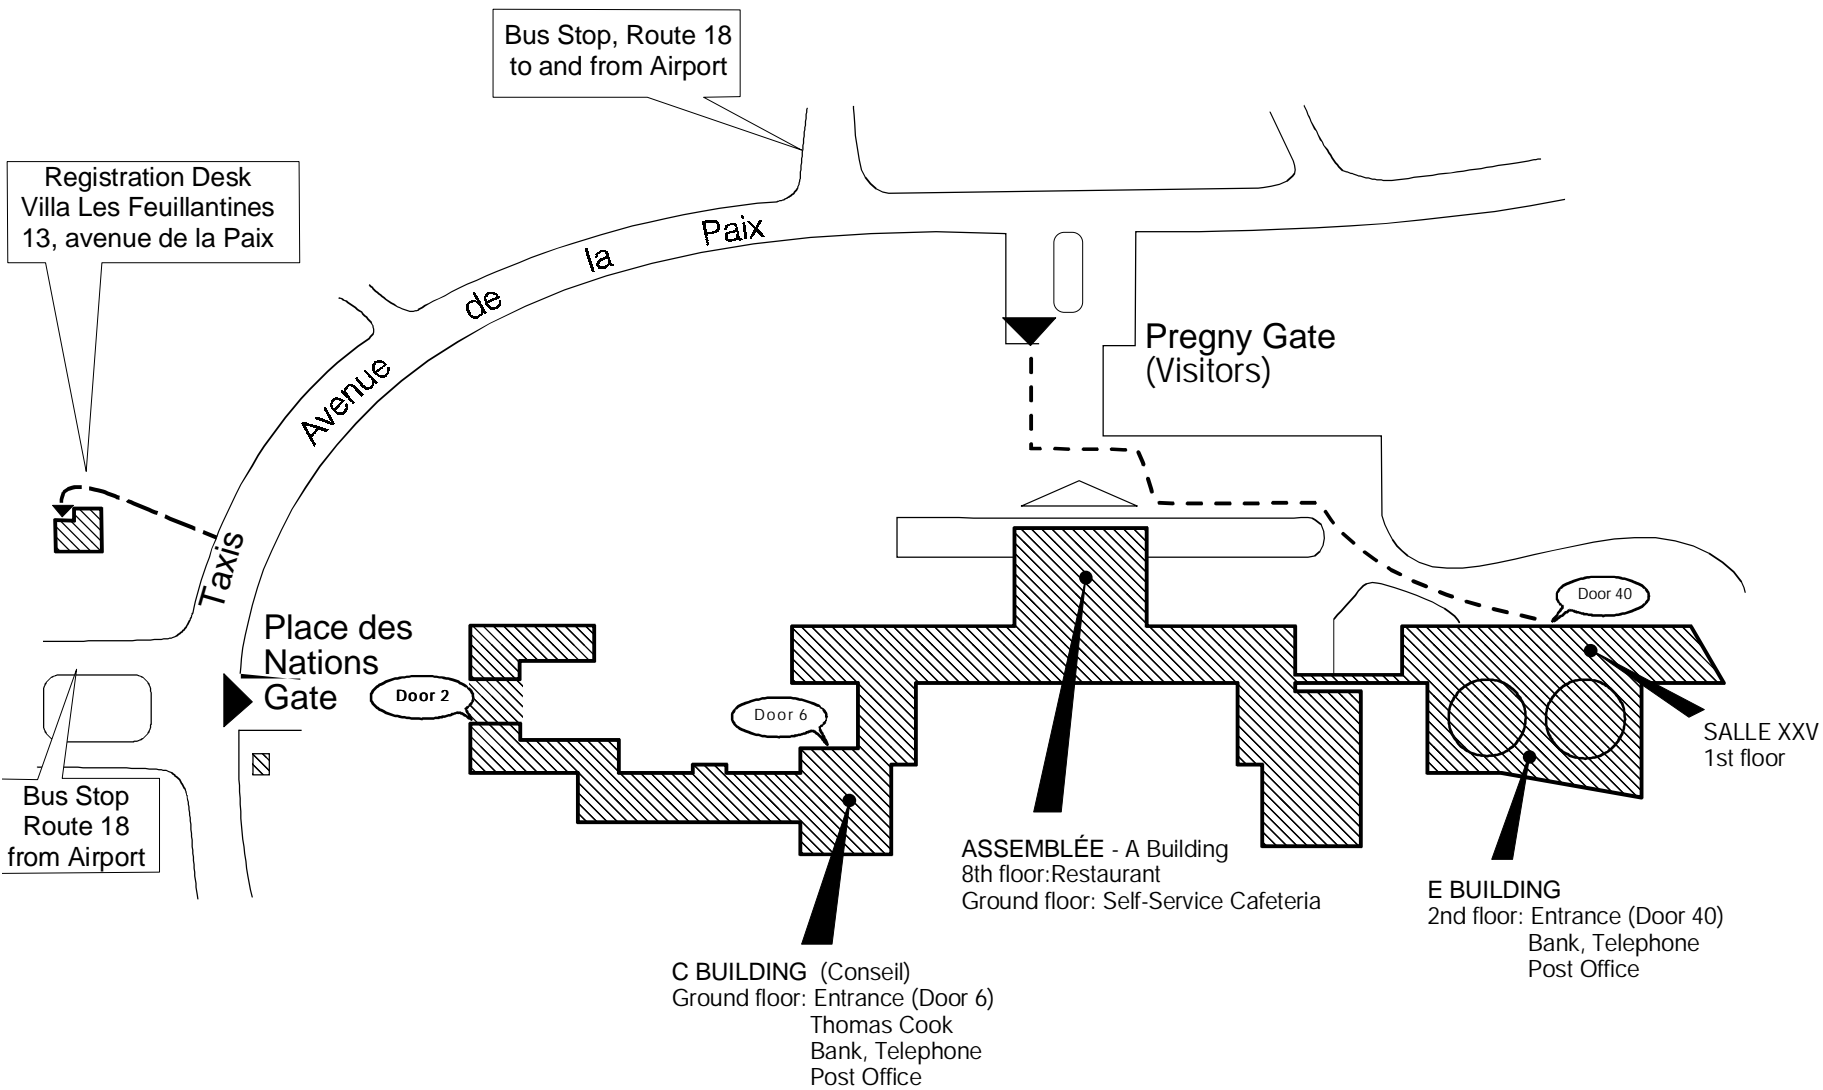 Bus Stop, Route 18
to and from Airport
Registration Desk
Villa Les Feuillantines
13, avenue de la Paix
Avenue de la Paix
Pregny Gate
(Visitors)
Taxis
Place des
Nations
Gate
Door 2
Door 6
Door 40
SALLE XXV
1st floor
Bus Stop
Route 18
from Airport
ASSEMBLÉE - A Building
8th floor:Restaurant
Ground floor: Self-Service Cafeteria
E BUILDING
2nd floor: Entrance (Door 40)
Bank, Telephone
Post Office
C BUILDING (Conseil)
Ground floor: Entrance (Door 6)
Thomas Cook
Bank, Telephone
Post Office